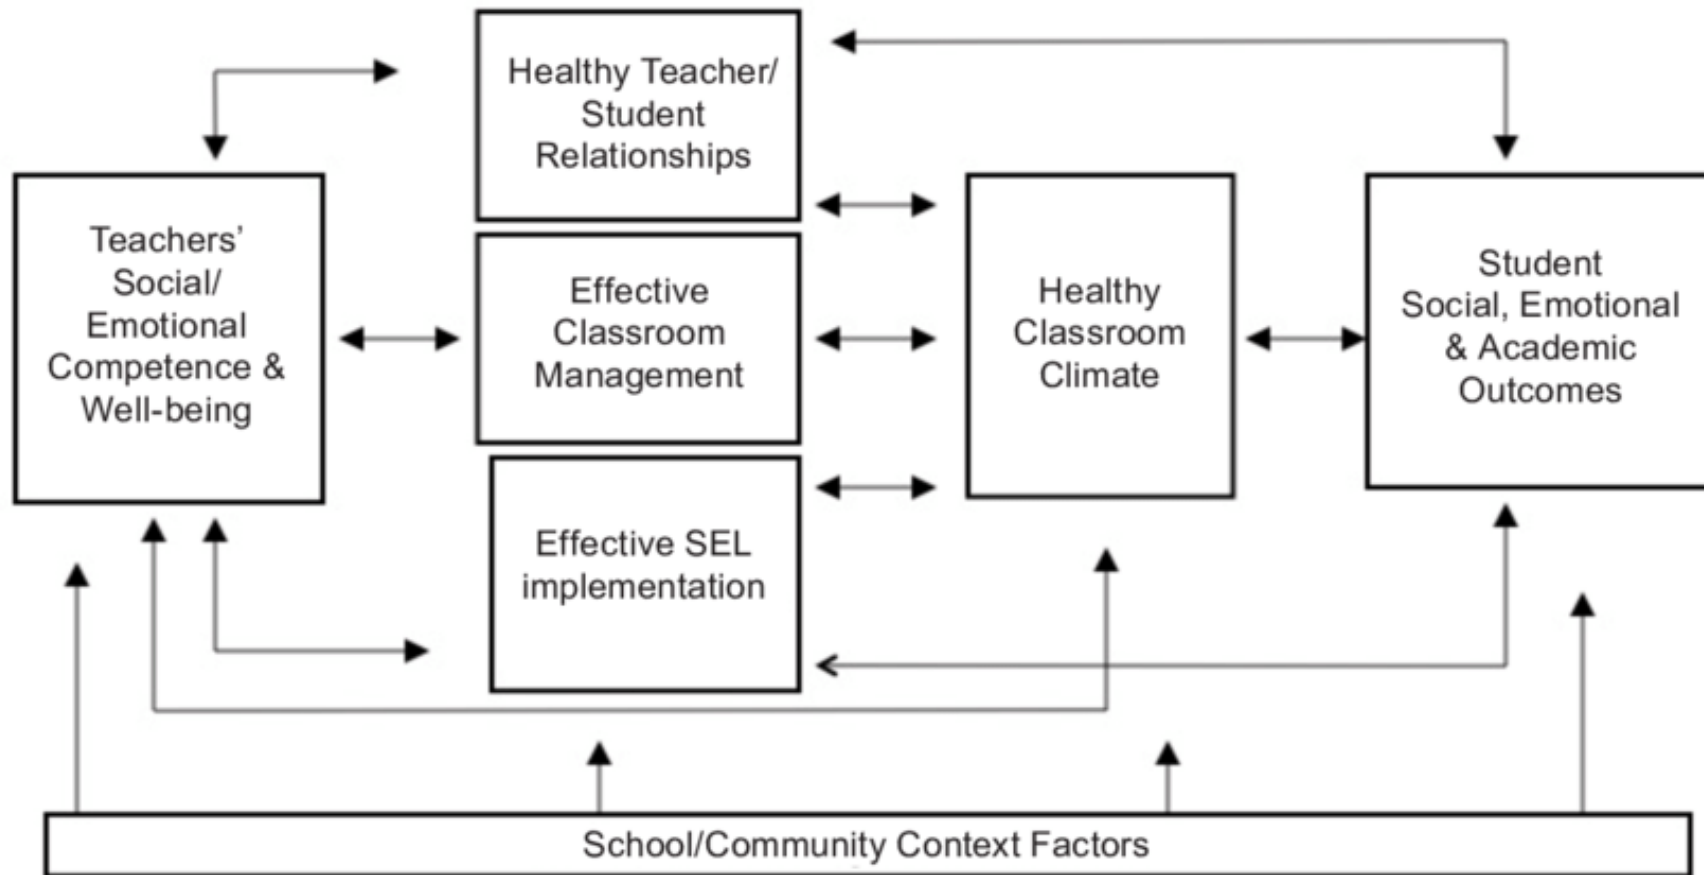 Healthy Teacher/
Student
Relationships
Teachers’
Social/
Emotional
Competence &
Well-being
Effective
Classroom
Management
Healthy
Classroom
Climate
Student
Social, Emotional
& Academic
Outcomes
Effective SEL
implementation
School/Community Context Factors